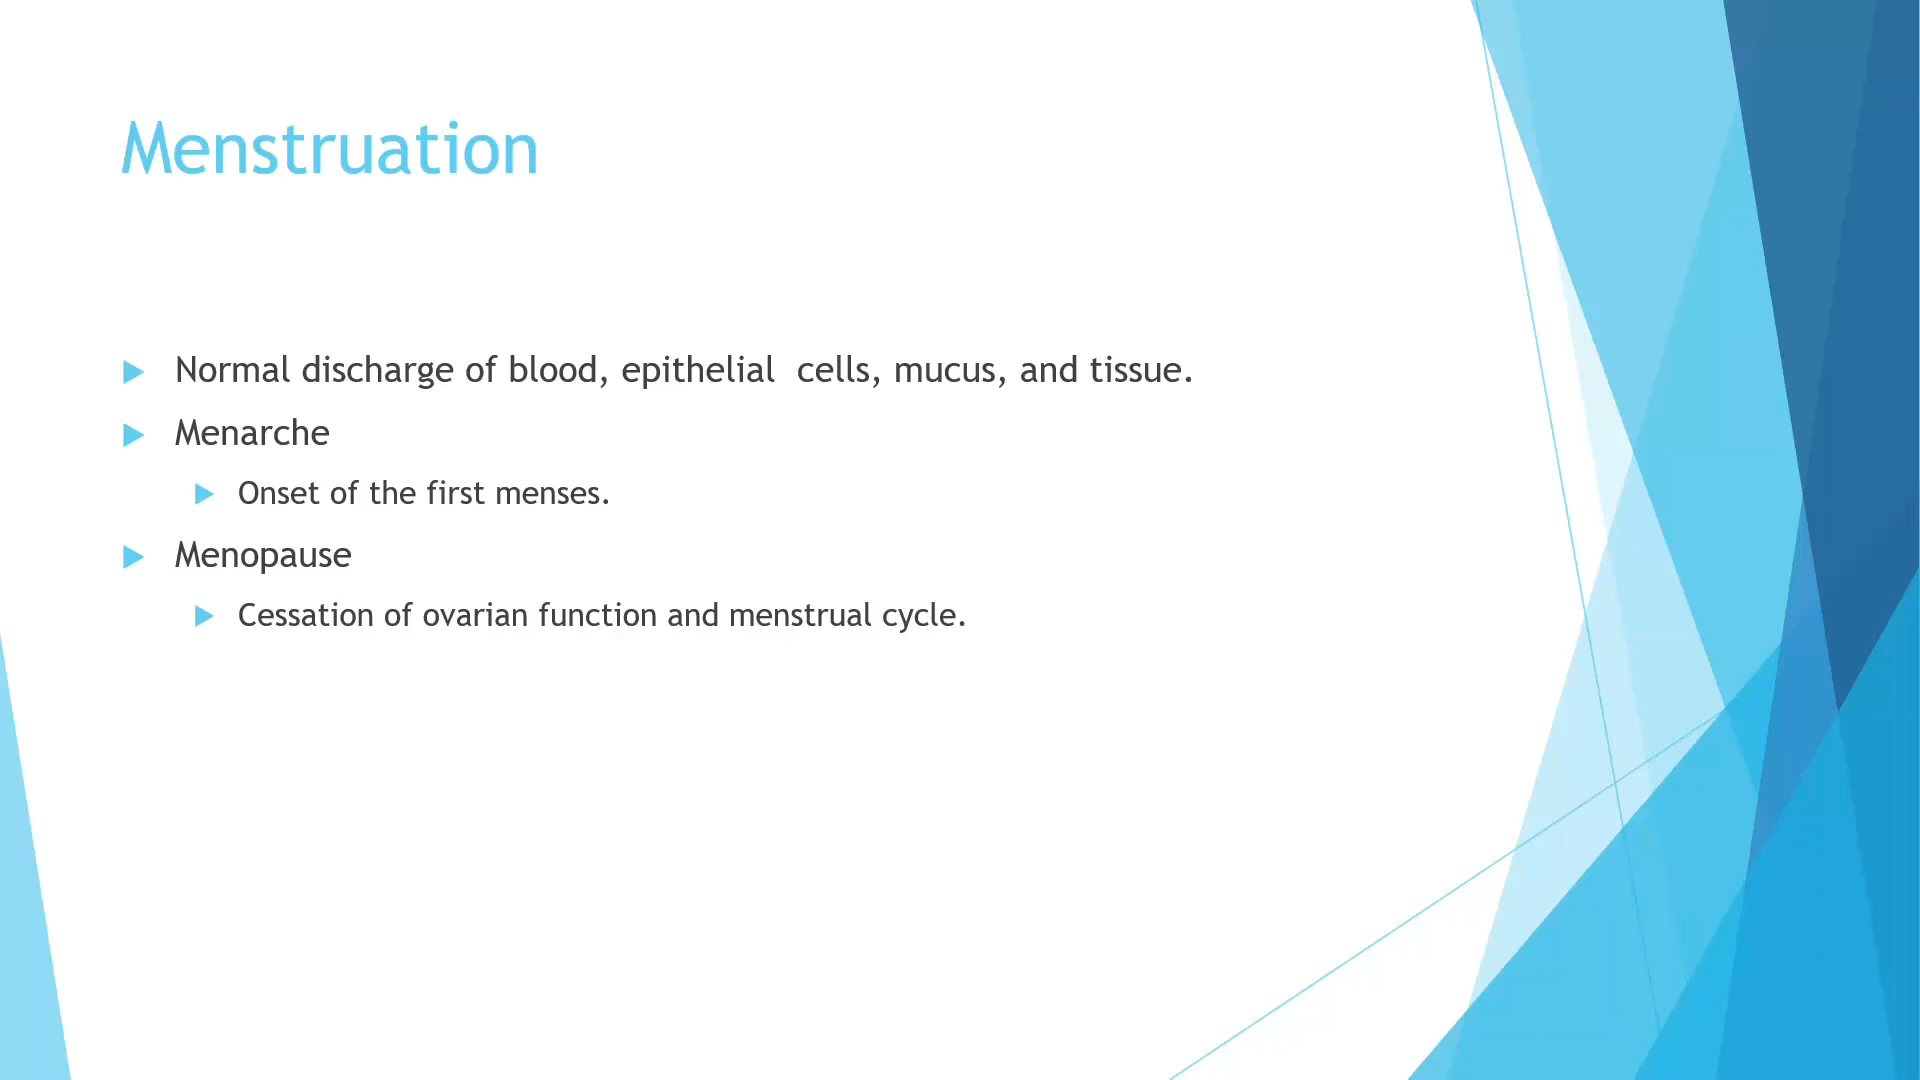 Menstruation
Normal discharge of blood, epithelial  cells, mucus, and tissue.
Menarche
Onset of the first menses.
Menopause
Cessation of ovarian function and menstrual cycle.